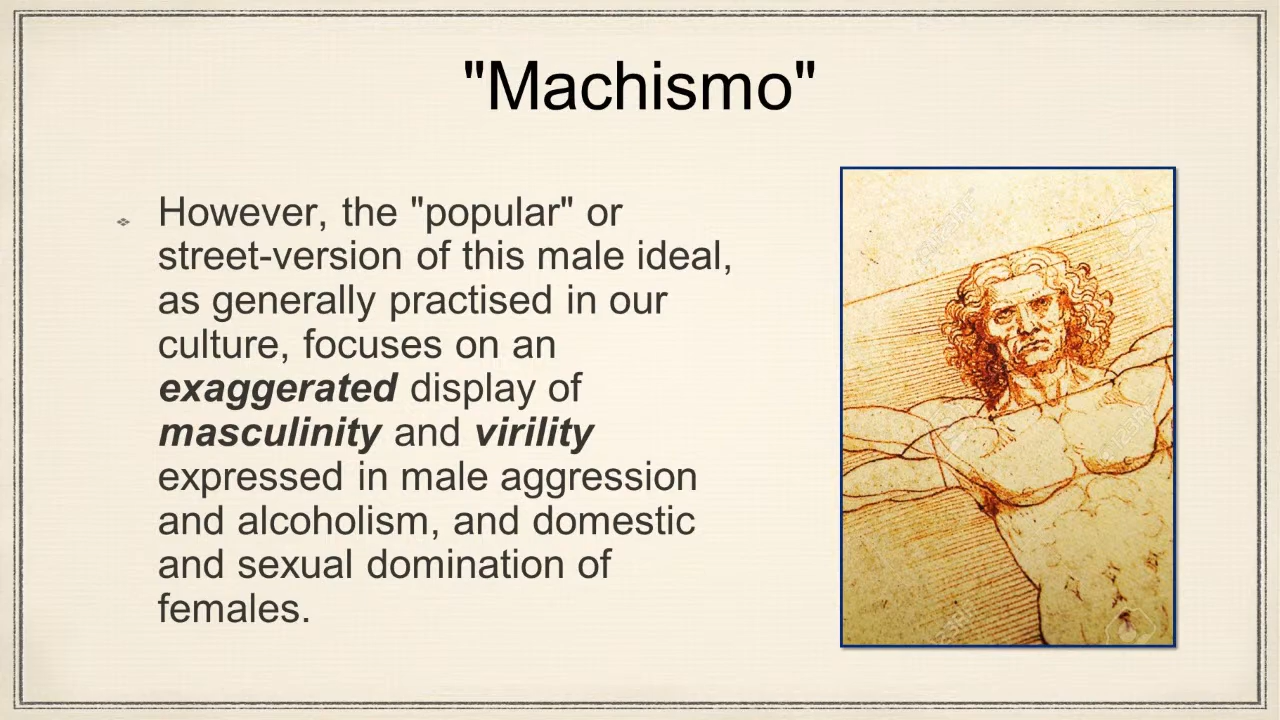 "Machismo"
However, the "popular" or
street-version of this male ideal,
as generally practised in our
culture, focuses on an
exaggerated display of
masculinity and virility
expressed in male aggression
and alcoholism, and domestic
and sexual domination of
females.